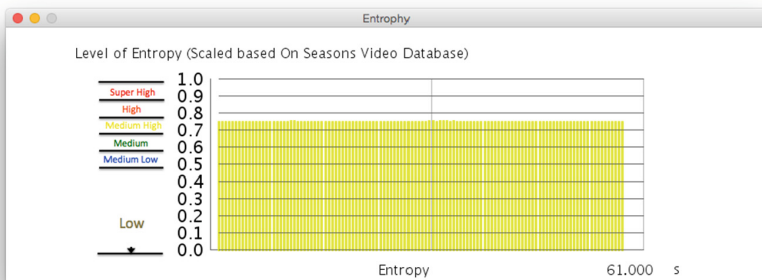 Entrophy
Level of Entropy (Scaled based On Seasons Video Database)
Super High
High
Medium High
Medium
Medium Low
Low
1.0
0.9
0.8
0.7
0.6
0.5
0.4
0.3
0.2
0.1
0.0
Entropy
61.000 s